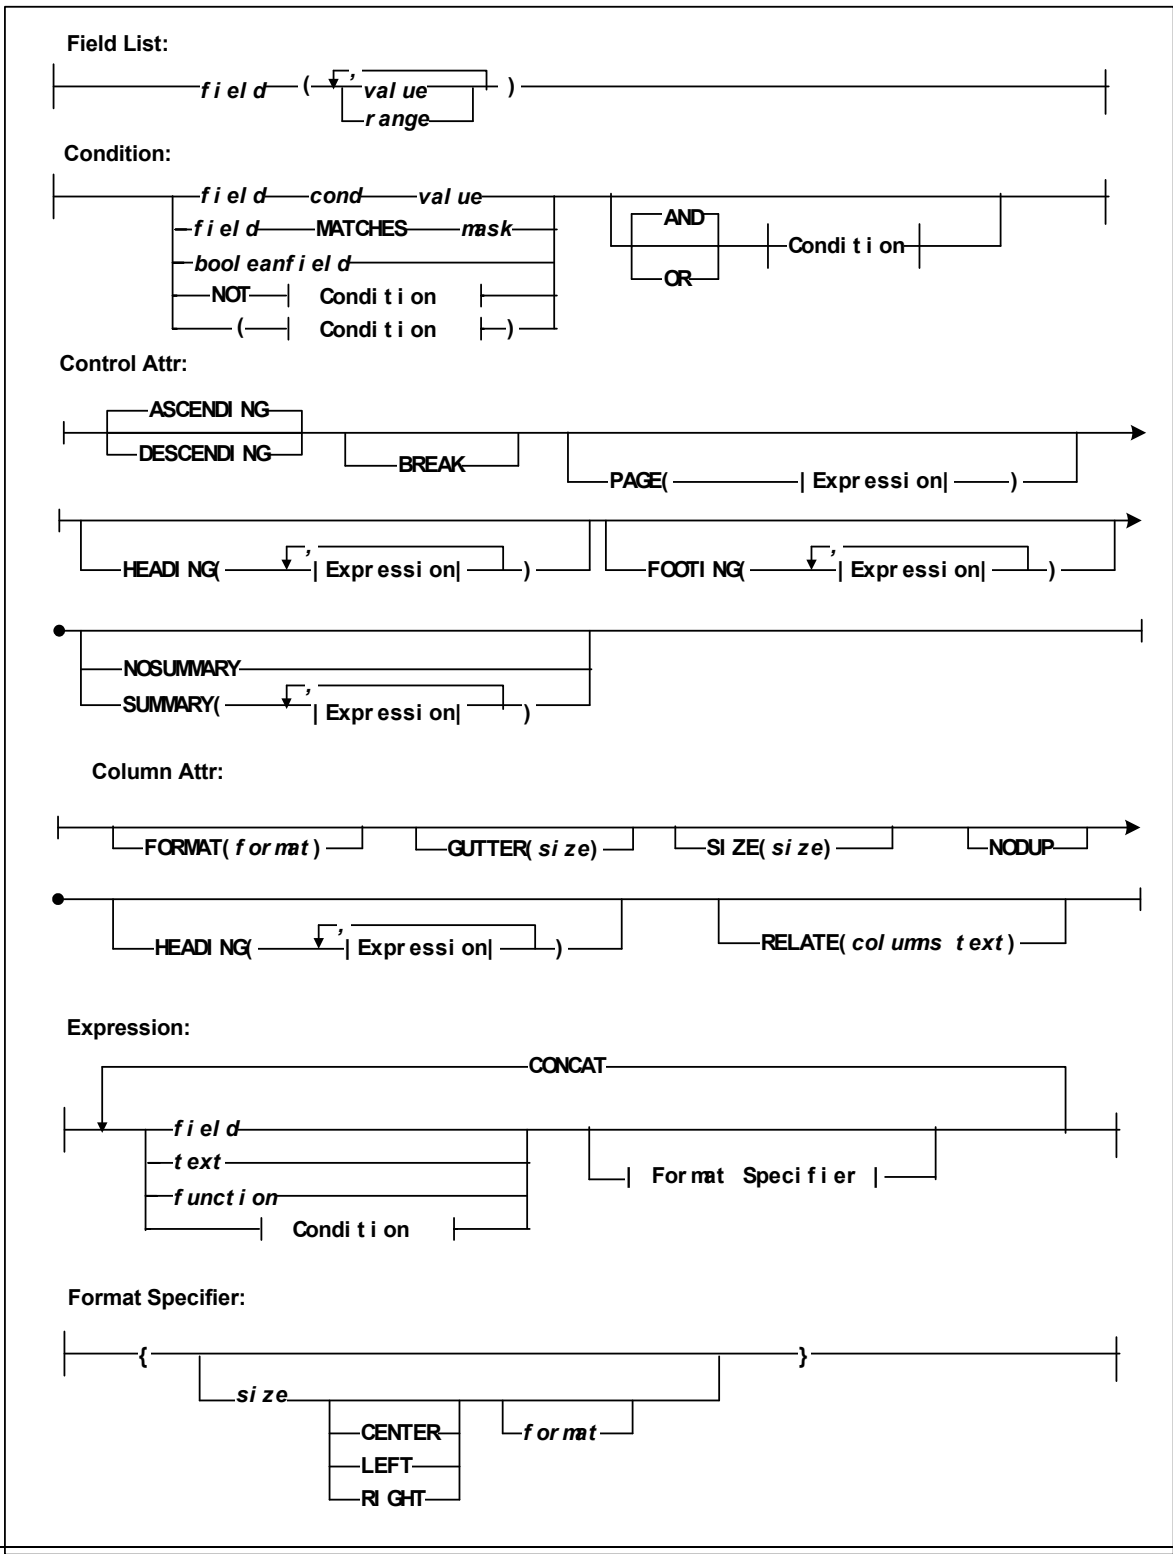 Field List:
field ( , value )
range
Condition:
field cond value
AND
field MATCHES mask
Condition
booleanfield
OR
NOT Condition
( Condition )
Control Attr:
ASCENDING
DESCENDING
BREAK
PAGE( |Expression| )
,
,
HEADING( |Expression| )
FOOTING( |Expression| )
NOSUMMARY
,
SUMMARY( |Expression| )
Column Attr:
FORMAT(format)
GUTTER(size)
SIZE(size)
NODUP
,
HEADING( |Expression| )
RELATE(columns text)
Expression:
CONCAT
field
text
| Format Specifier |
function
Condition
Format Specifier:
{ }
size
CENTER
format
LEFT
RIGHT